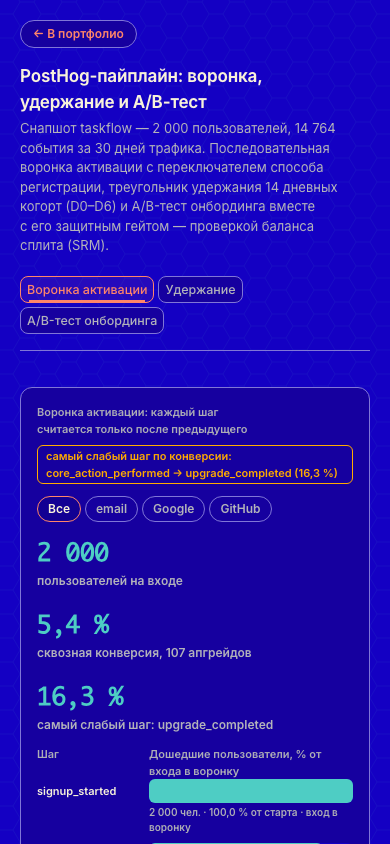 ← В портфолио
PostHog-пайплайн: воронка,
удержание и A/B-тест
Снапшот taskflow — 2 000 пользователей, 14 764
события за 30 дней трафика. Последовательная
воронка активации с переключателем способа
регистрации, треугольник удержания 14 дневных
когорт (D0–D6) и A/B-тест онбординга вместе
с его защитным гейтом — проверкой баланса
сплита (SRM).
Воронка активации Удержание
A/B-тест онбординга
Воронка активации: каждый шаг
считается только после предыдущего
самый слабый шаг по конверсии:
core_action_performed → upgrade_completed (16,3 %)
Все email Google GitHub
2 000
пользователей на входе
5,4 %
сквозная конверсия, 107 апгрейдов
16,3 %
самый слабый шаг: upgrade_completed
Шаг Дошедшие пользователи, % от
входа в воронку
signup_started
2 000 чел. · 100,0 % от старта · вход в
воронку